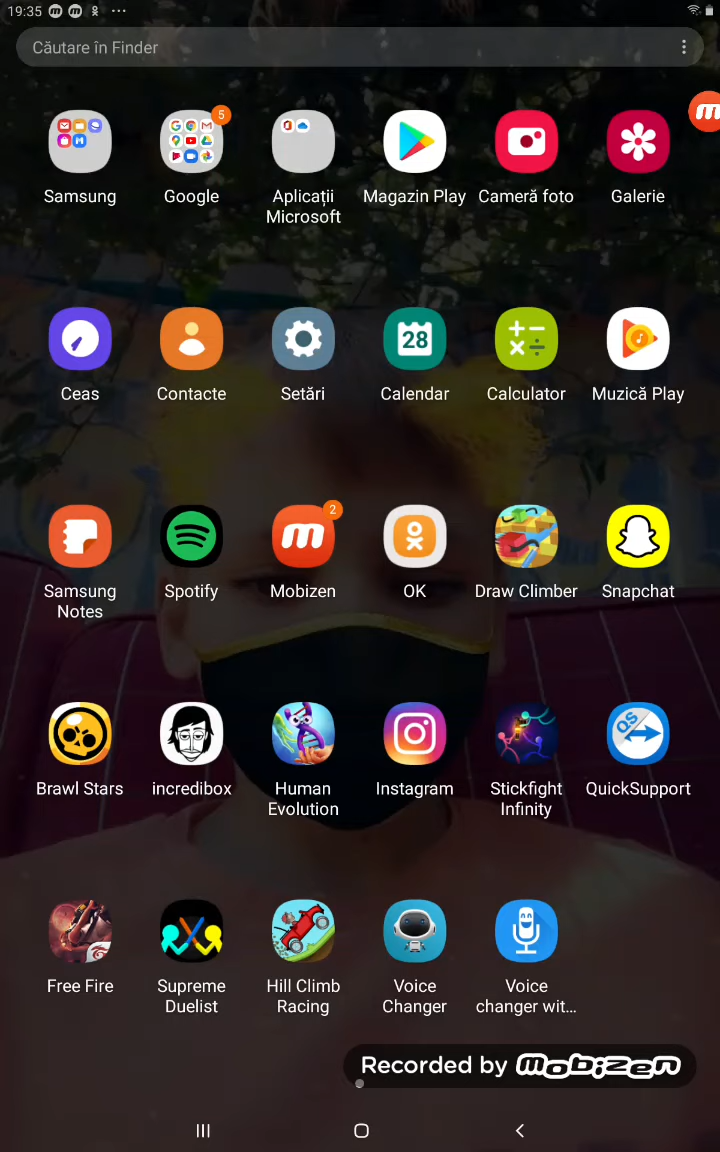 19:35
Căutare în Finder
5
Samsung
Google
Aplicații
Microsoft
Magazin Play
Cameră foto
Galerie
28
Ceas
Contacte
Setări
Calendar
Calculator
Muzică Play
2
Samsung
Notes
Spotify
Mobizen
OK
Draw Climber
Snapchat
QS
Brawl Stars
incredibox
Human
Evolution
Instagram
Stickfight
Infinity
QuickSupport
Free Fire
Supreme
Duelist
Hill Climb
Racing
Voice
Changer
Voice
changer wit...
Recorded by mobizen